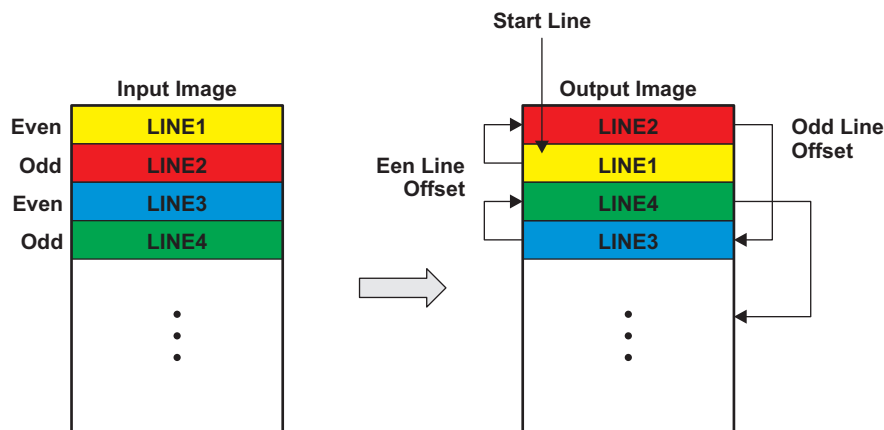 Start Line
Input Image
Output Image
Even
LINE1
Odd
LINE2
Even
LINE3
Odd
LINE4
LINE2
LINE1
LINE4
LINE3
Een Line
Offset
Odd Line
Offset